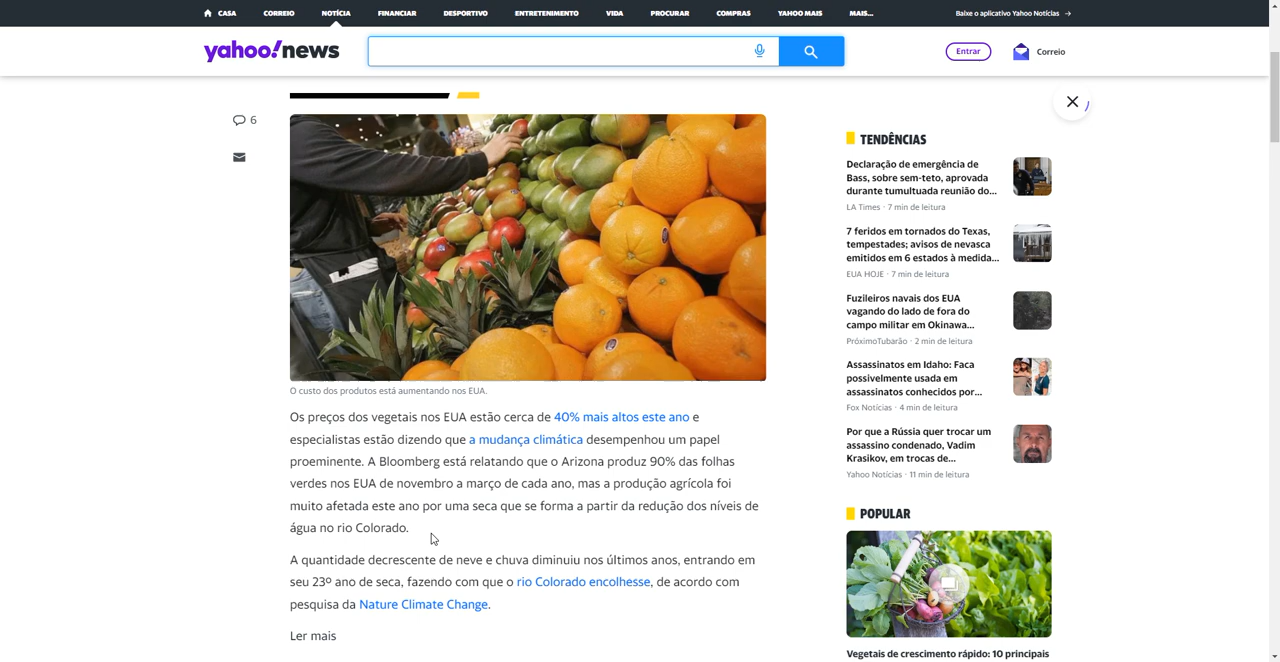 CASA CORREIO NOTÍCIA FINANCIAR DESPORTIVO ENTRETENIMENTO VIDA PROCURAR COMPRAS YAHOO MAIS MAIS... Baixe o aplicativo Yahoo Notícias →
yahoo!news Entrar Correio
6
O custo dos produtos está aumentando nos EUA.
Os preços dos vegetais nos EUA estão cerca de 40% mais altos este ano e
especialistas estão dizendo que a mudança climática desempenhou um papel
proeminente. A Bloomberg está relatando que o Arizona produz 90% das folhas
verdes nos EUA de novembro a março de cada ano, mas a produção agrícola foi
muito afetada este ano por uma seca que se forma a partir da redução dos níveis de
água no rio Colorado.
A quantidade decrescente de neve e chuva diminuiu nos últimos anos, entrando em
seu 23º ano de seca, fazendo com que o rio Colorado encolhesse, de acordo com
pesquisa da Nature Climate Change.
Ler mais
TENDÊNCIAS
Declaração de emergência de
Bass, sobre sem-teto, aprovada
durante tumultuada reunião do...
LA Times · 7 min de leitura
7 feridos em tornados do Texas,
tempestades; avisos de nevasca
emitidos em 6 estados à medida...
EUA HOJE · 7 min de leitura
Fuzileiros navais dos EUA
vagando do lado de fora do
campo militar em Okinawa...
PróximoTubarão · 2 min de leitura
Assassinatos em Idaho: Faca
possivelmente usada em
assassinatos conhecidos por...
Fox Notícias · 4 min de leitura
Por que a Rússia quer trocar um
assassino condenado, Vadim
Krasikov, em trocas de...
Yahoo Notícias · 11 min de leitura
POPULAR
Vegetais de crescimento rápido: 10 principais